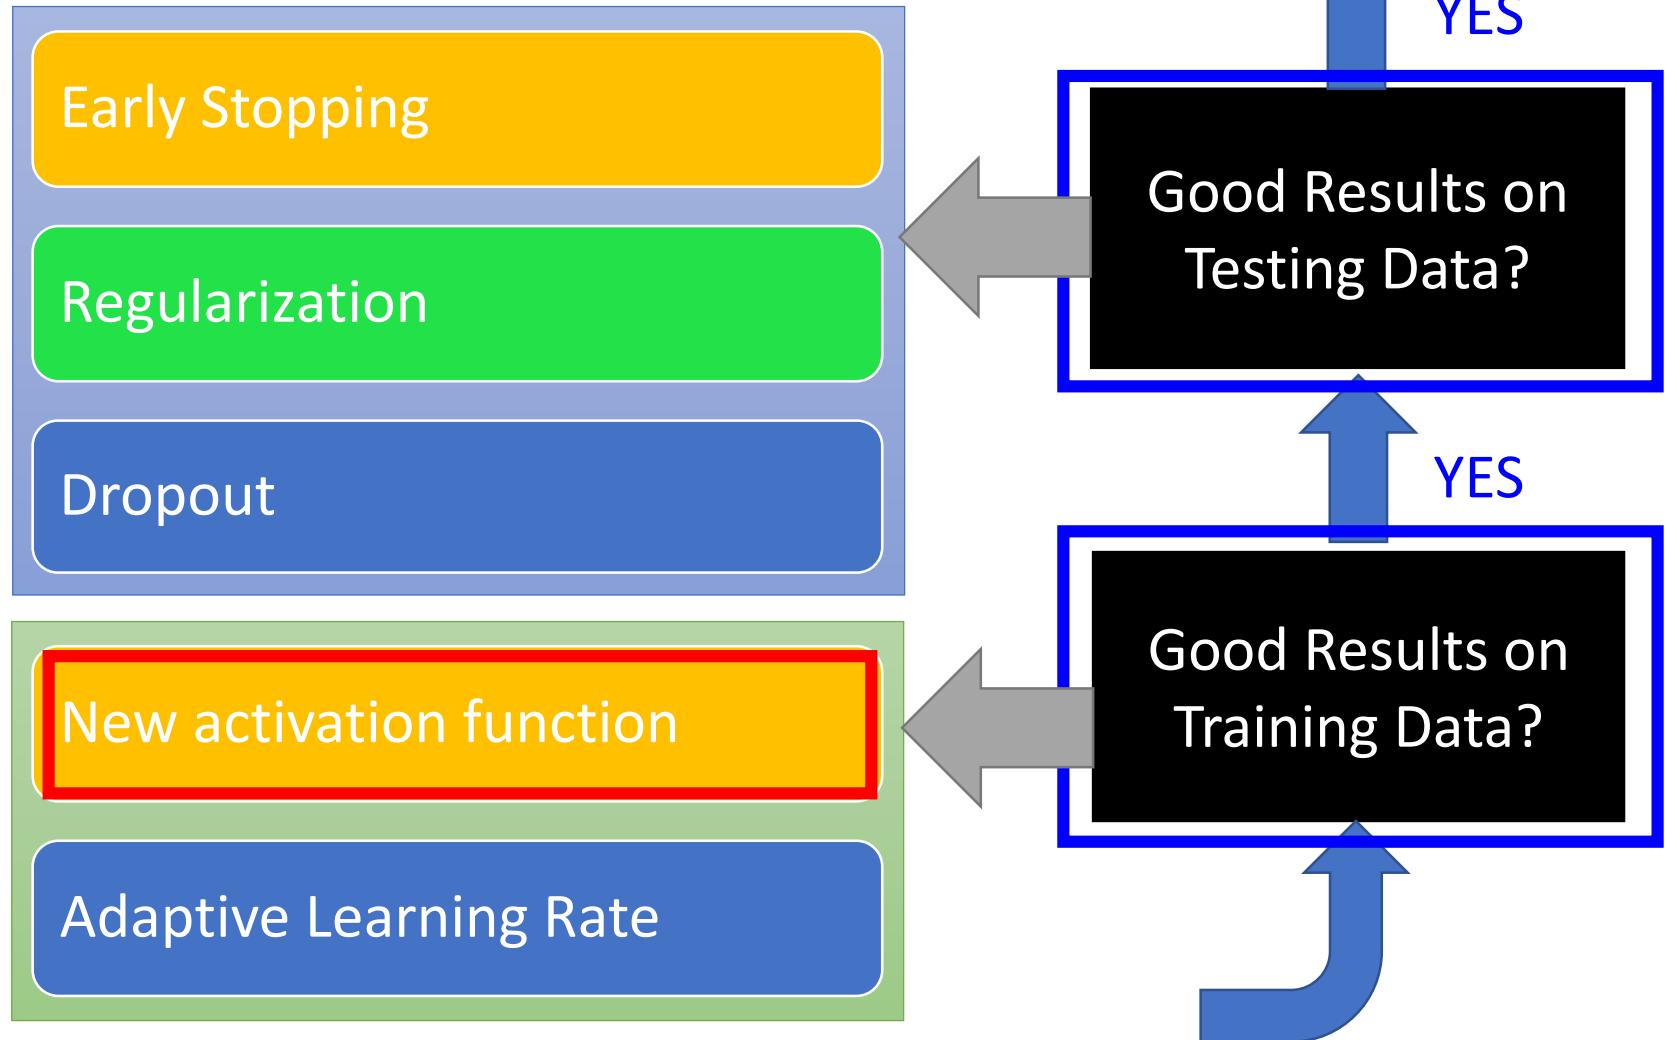 YES
Early Stopping
Good Results on
Testing Data?
Regularization
Dropout
YES
New activation function
Good Results on
Training Data?
Adaptive Learning Rate